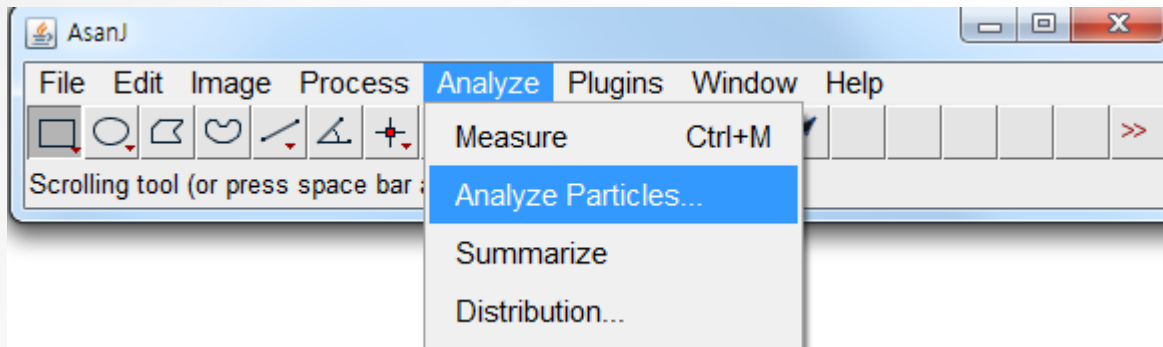 AsanJ
File Edit Image Process Analyze Plugins Window Help
>>
Measure Ctrl+M
Scrolling tool (or press space bar
Analyze Particles...
Summarize
Distribution...